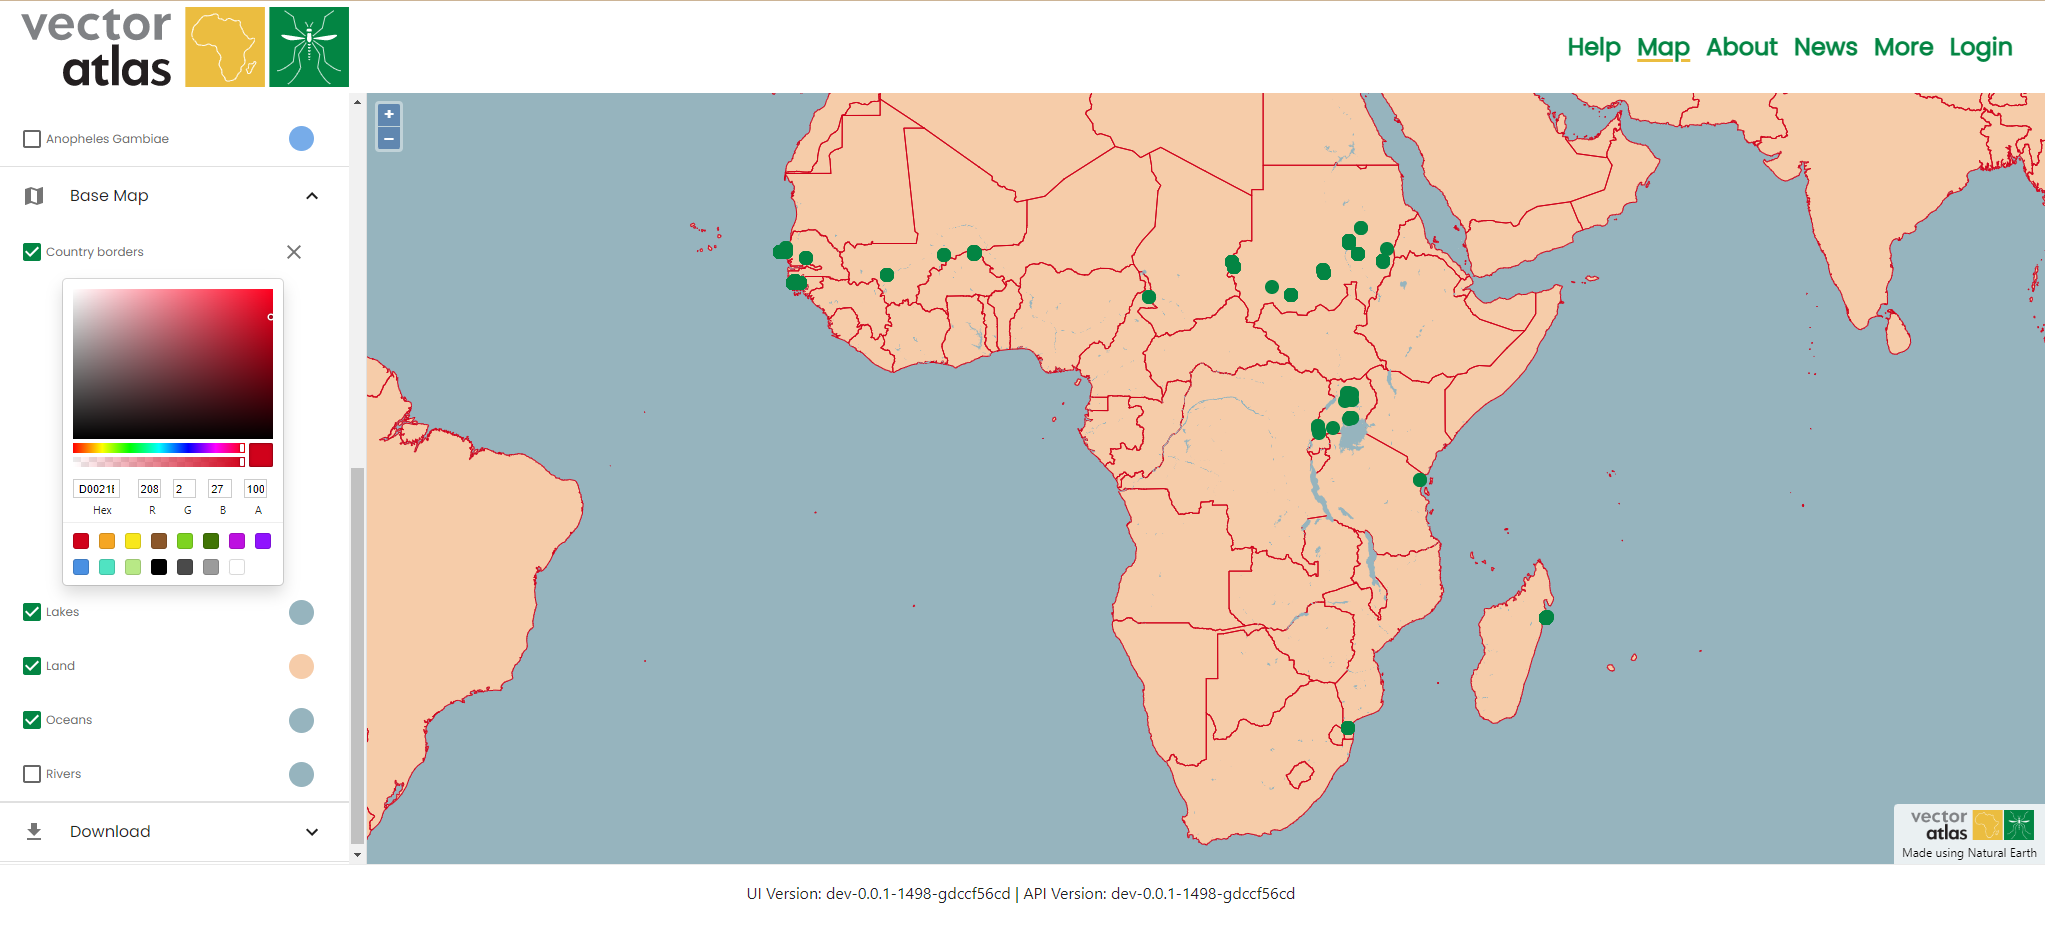 vector
atlas
Help Map About News More Login
+
−
Anopheles Gambiae
Base Map
Country borders
208 2 27 100
Hex R G B A
Lakes
Land
Oceans
Rivers
Download
vector
atlas
Made using Natural Earth
UI Version: dev-0.0.1-1498-gdccf56cd | API Version: dev-0.0.1-1498-gdccf56cd